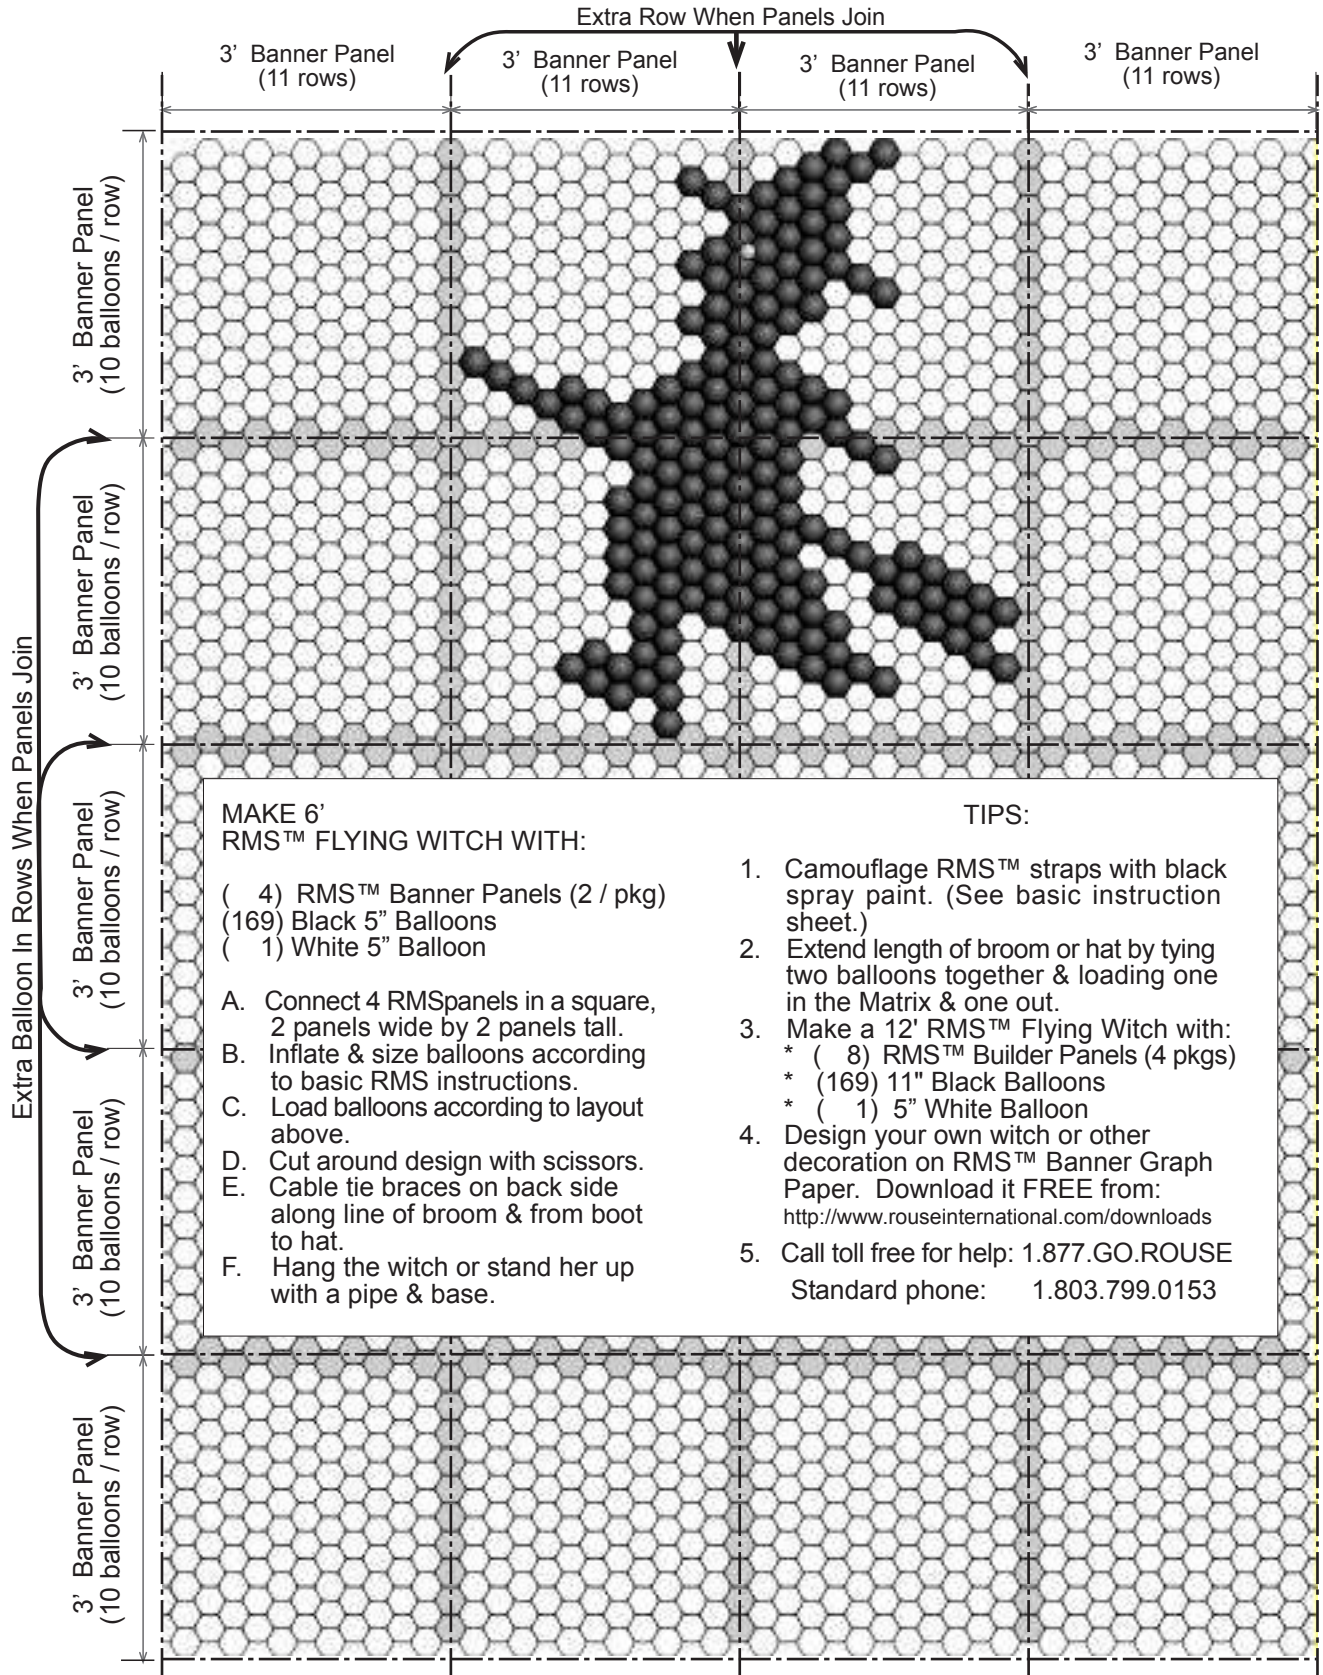 Extra Row When Panels Join
3’ Banner Panel
(11 rows)
3’ Banner Panel
(11 rows)
3’ Banner Panel
(11 rows)
3’ Banner Panel
(11 rows)
3’ Banner Panel
(10 balloons / row)
3’ Banner Panel
(10 balloons / row)
3’ Banner Panel
(10 balloons / row)
3’ Banner Panel
(10 balloons / row)
3’ Banner Panel
(10 balloons / row)
Extra Balloon In Rows When Panels Join
MAKE 6’
RMS™ FLYING WITCH WITH:
( 4) RMS™ Banner Panels (2 / pkg)
(169) Black 5” Balloons
( 1) White 5” Balloon
A. Connect 4 RMSpanels in a square,
2 panels wide by 2 panels tall.
B. Inflate & size balloons according
to basic RMS instructions.
C. Load balloons according to layout
above.
D. Cut around design with scissors.
E. Cable tie braces on back side
along line of broom & from boot
to hat.
F. Hang the witch or stand her up
with a pipe & base.
TIPS:
1. Camouflage RMS™ straps with black
spray paint. (See basic instruction
sheet.)
2. Extend length of broom or hat by tying
two balloons together & loading one
in the Matrix & one out.
3. Make a 12' RMS™ Flying Witch with:
* ( 8) RMS™ Builder Panels (4 pkgs)
* (169) 11" Black Balloons
* ( 1) 5” White Balloon
4. Design your own witch or other
decoration on RMS™ Banner Graph
Paper. Download it FREE from:
http://www.rouseinternational.com/downloads
5. Call toll free for help: 1.877.GO.ROUSE
Standard phone: 1.803.799.0153